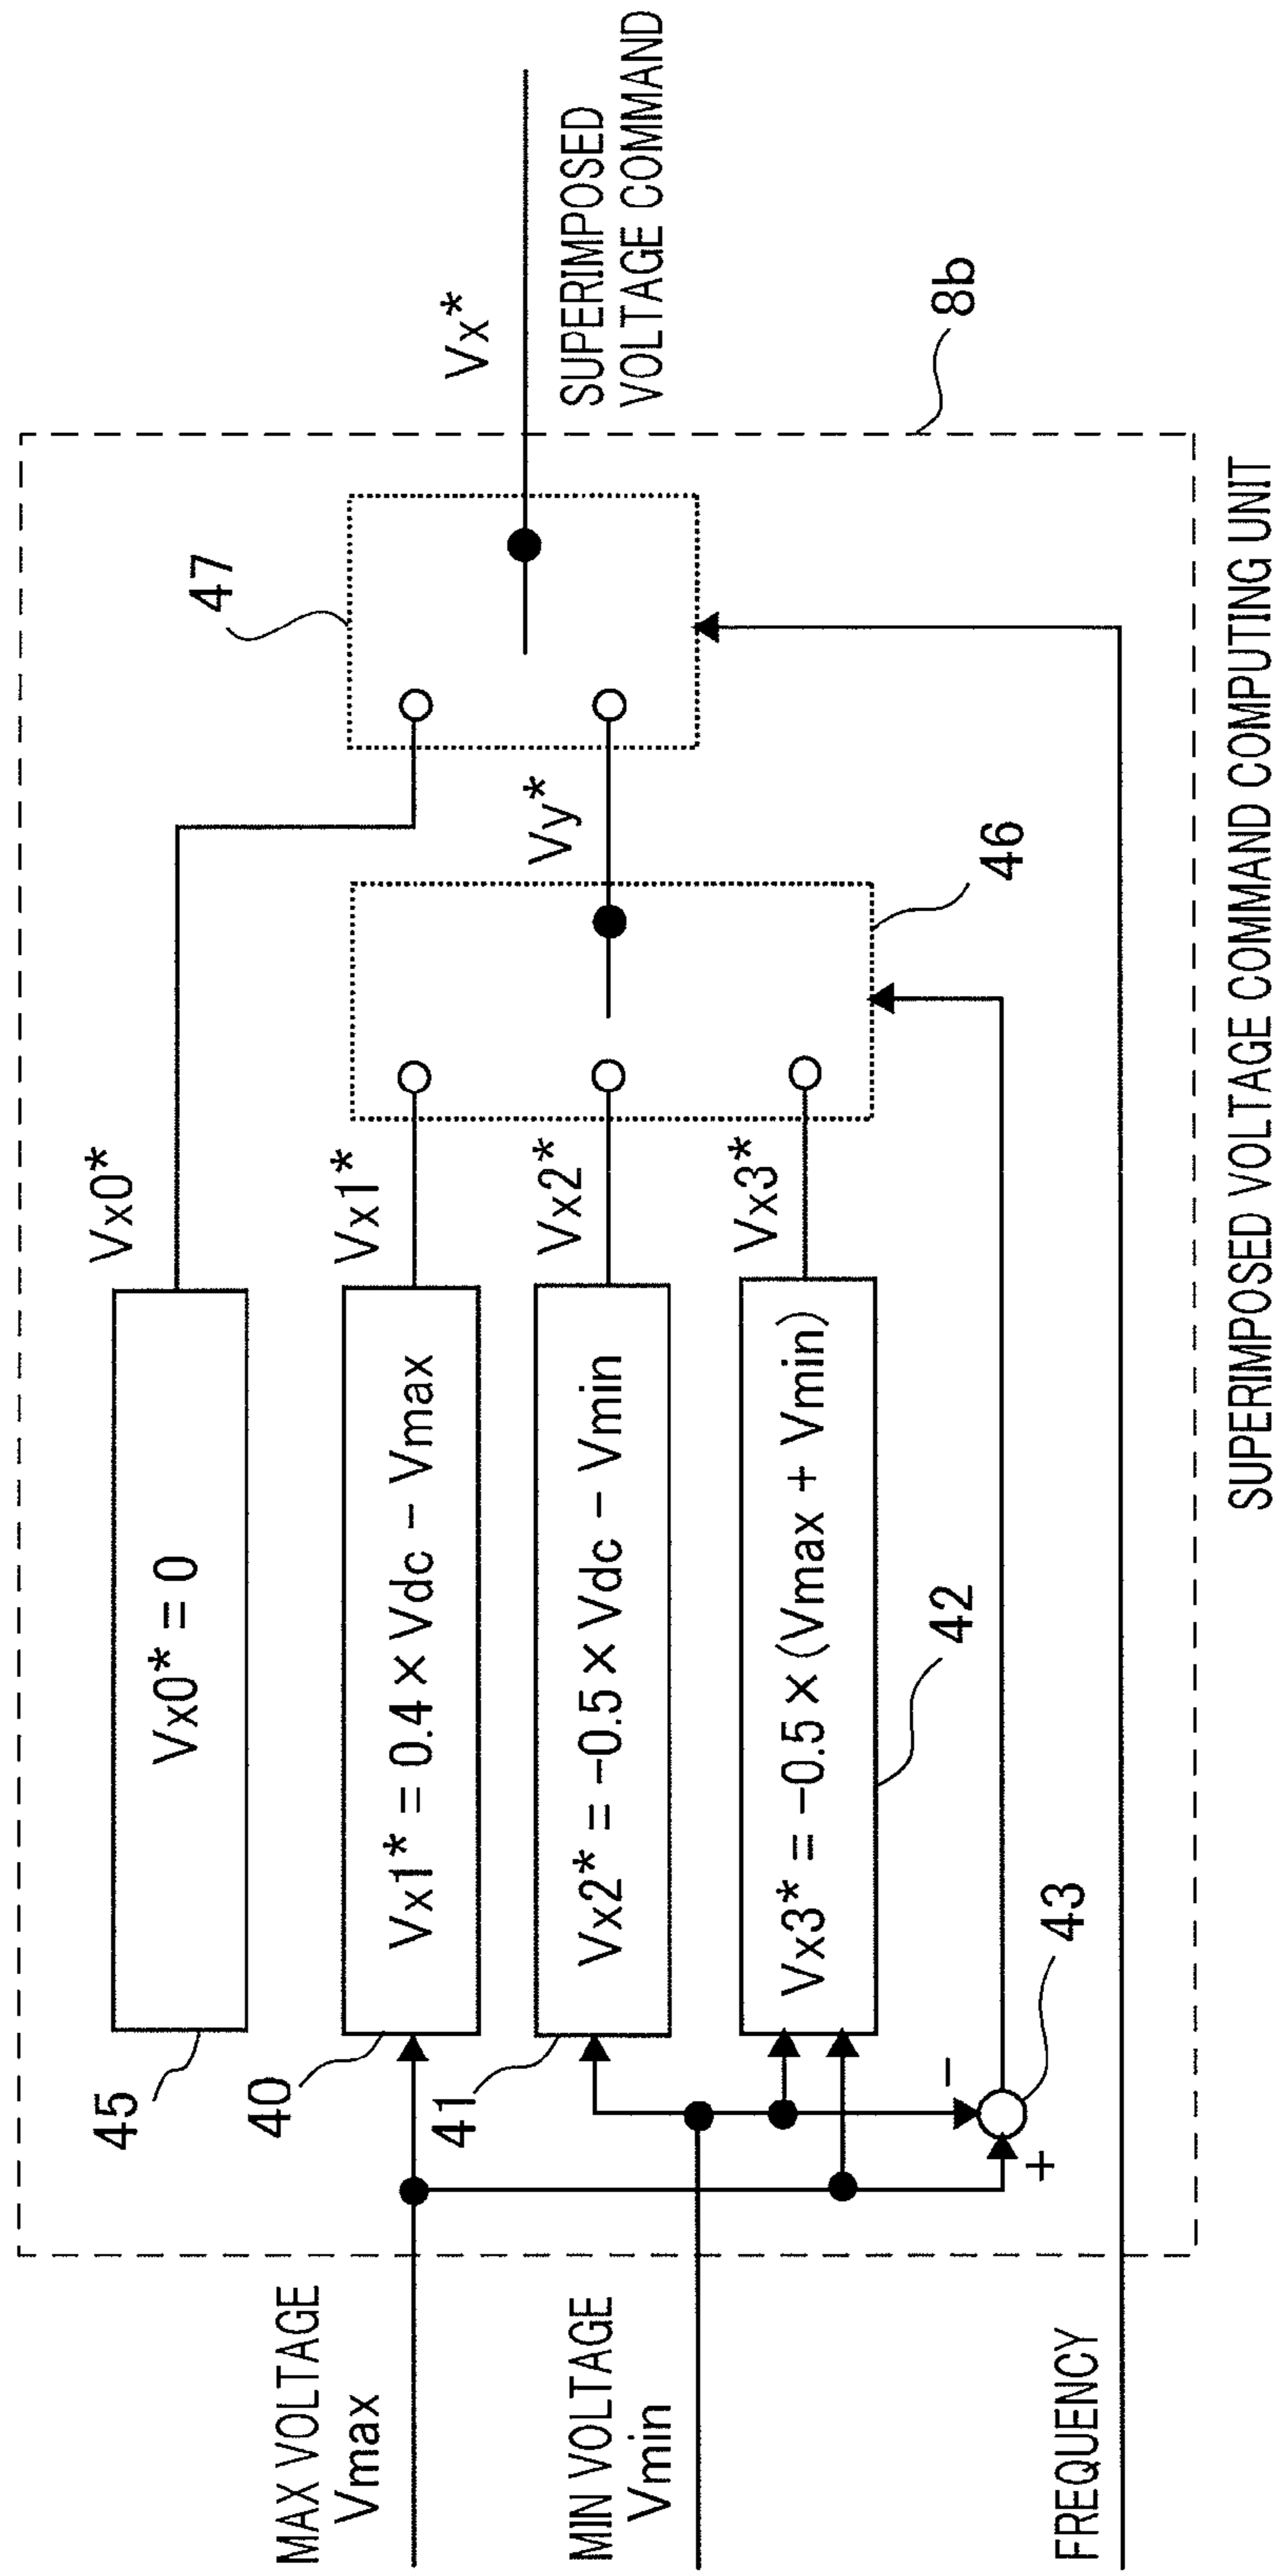 MAX VOLTAGE
Vmax
MIN VOLTAGE
Vmin
FREQUENCY
45
Vx0* = 0
Vx0*
40
Vx1* = 0.4 × Vdc − Vmax
Vx1*
41
Vx2* = −0.5 × Vdc − Vmin
Vx2*
Vx3* = −0.5 × (Vmax + Vmin)
Vx3*
42
43
+
−
46
Vy*
47
Vx*
SUPERIMPOSED
VOLTAGE COMMAND
8b
SUPERIMPOSED VOLTAGE COMMAND COMPUTING UNIT